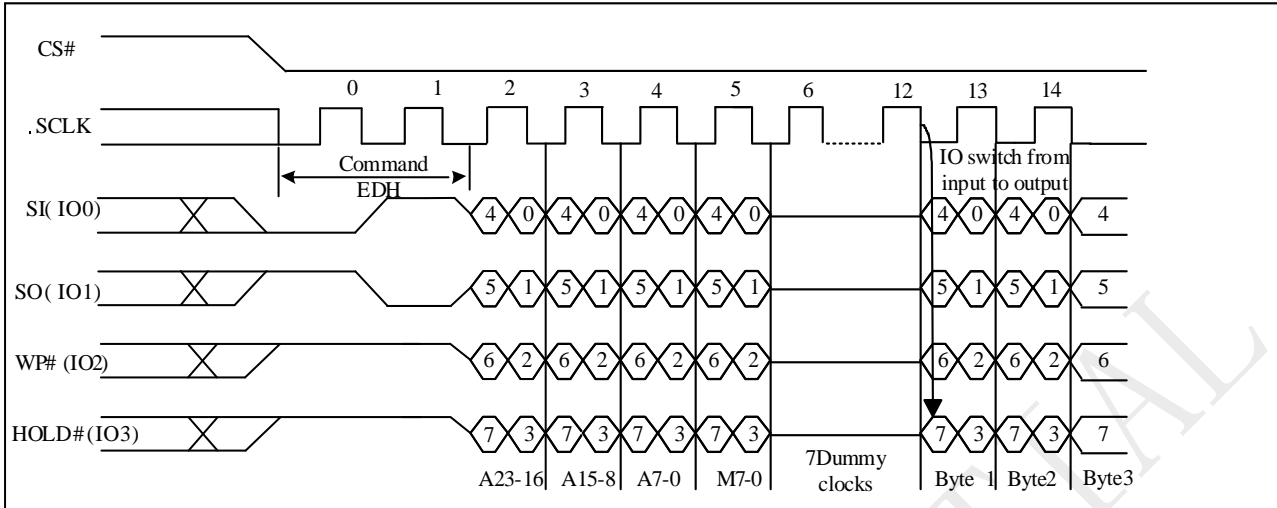 CS#
0 1 2 3 4 5 6 12 13 14
.SCLK
Command
EDH
IO switch from
input to output
SI( IO0)
4 0 4 0 4 0 4 0 4 0 4 0 4
SO( IO1)
5 1 5 1 5 1 5 1 5 1 5 1 5
WP# (IO2)
6 2 6 2 6 2 6 2 6 2 6 2 6
HOLD# (IO3)
7 3 7 3 7 3 7 3 7 3 7 3 7
A23-16 A15-8 A7-0 M7-0
7Dummy
clocks
Byte 1 Byte2 Byte3
TIAL